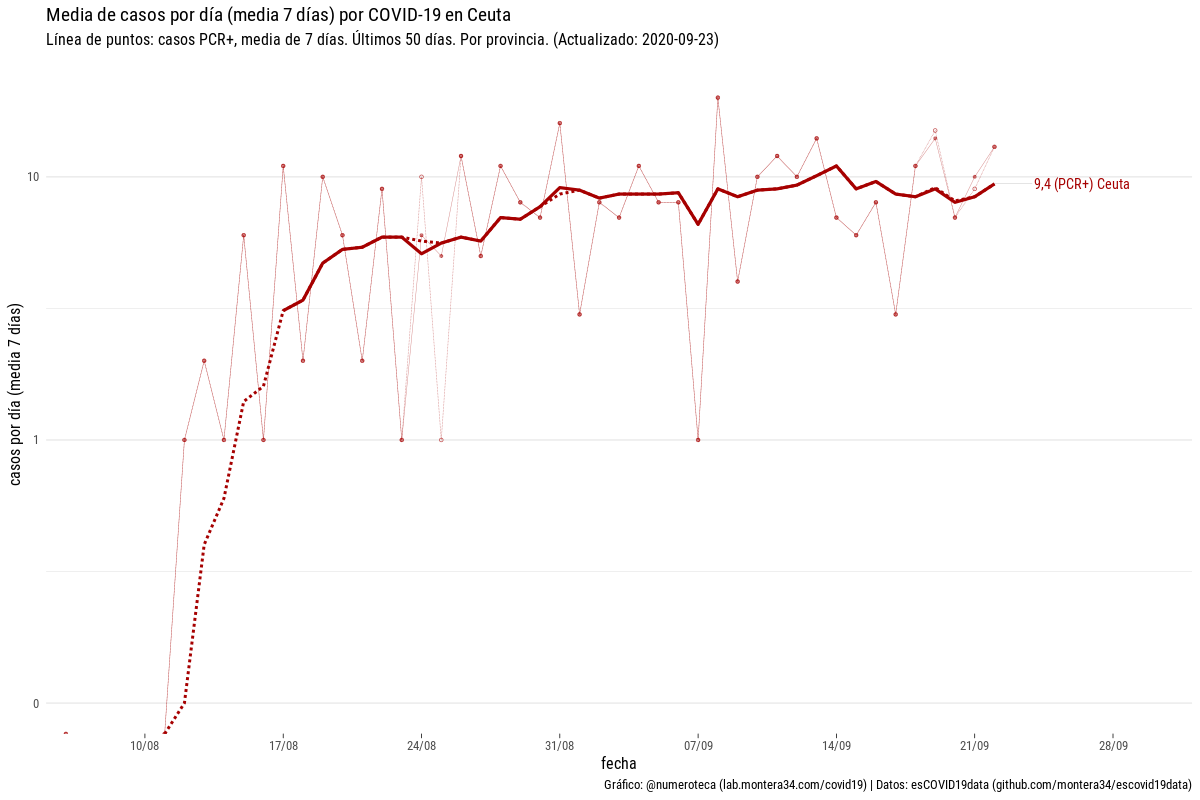 Media de casos por día (media 7 días) por COVID-19 en Ceuta
Línea de puntos: casos PCR+, media de 7 días. Últimos 50 días. Por provincia. (Actualizado: 2020-09-23)
casos por día (media 7 días)
10
1
0
9,4 (PCR+) Ceuta
10/08
17/08
24/08
31/08
07/09
14/09
21/09
28/09
fecha
Gráfico: @numeroteca (lab.montera34.com/covid19) | Datos: esCOVID19data (github.com/montera34/escovid19data)